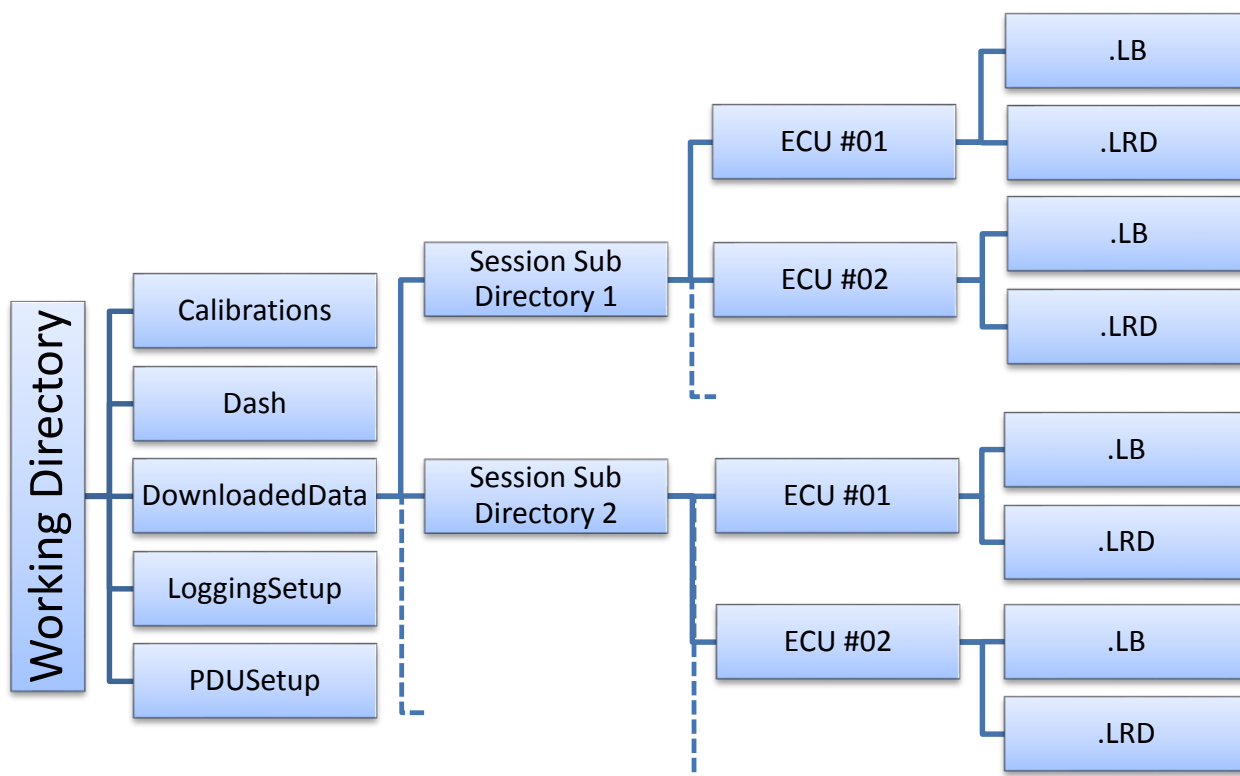 Working Directory
Calibrations
Dash
DownloadedData
LoggingSetup
PDUSetup
Session Sub
Directory 1
ECU #01
.LB
.LRD
ECU #02
.LB
.LRD
Session Sub
Directory 2
ECU #01
.LB
.LRD
ECU #02
.LB
.LRD